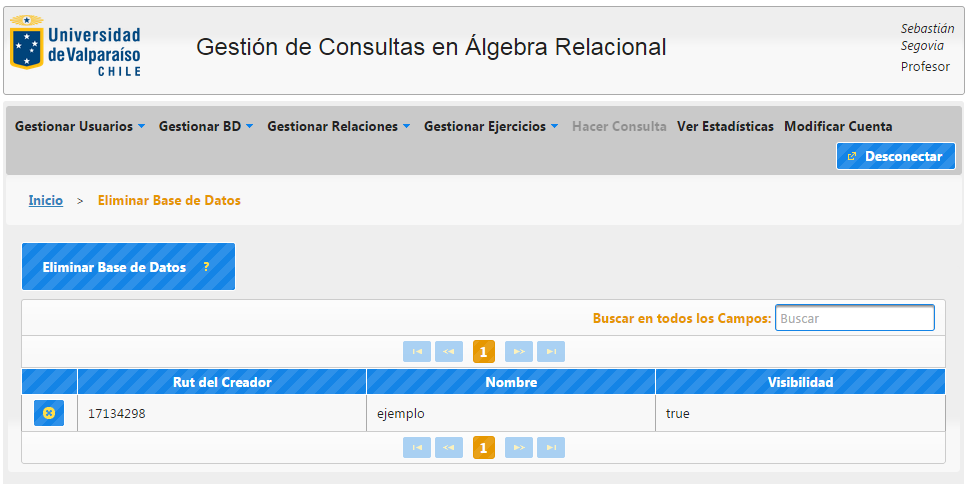 Universidad
de Valparaíso
CHILE
Gestión de Consultas en Álgebra Relacional
Sebastián
Segovia
Profesor
Gestionar Usuarios Gestionar BD Gestionar Relaciones Gestionar Ejercicios Hacer Consulta Ver Estadísticas Modificar Cuenta
Desconectar
Inicio > Eliminar Base de Datos
Eliminar Base de Datos ?
Buscar en todos los Campos: Buscar
1
Rut del Creador Nombre Visibilidad
17134298 ejemplo true
1